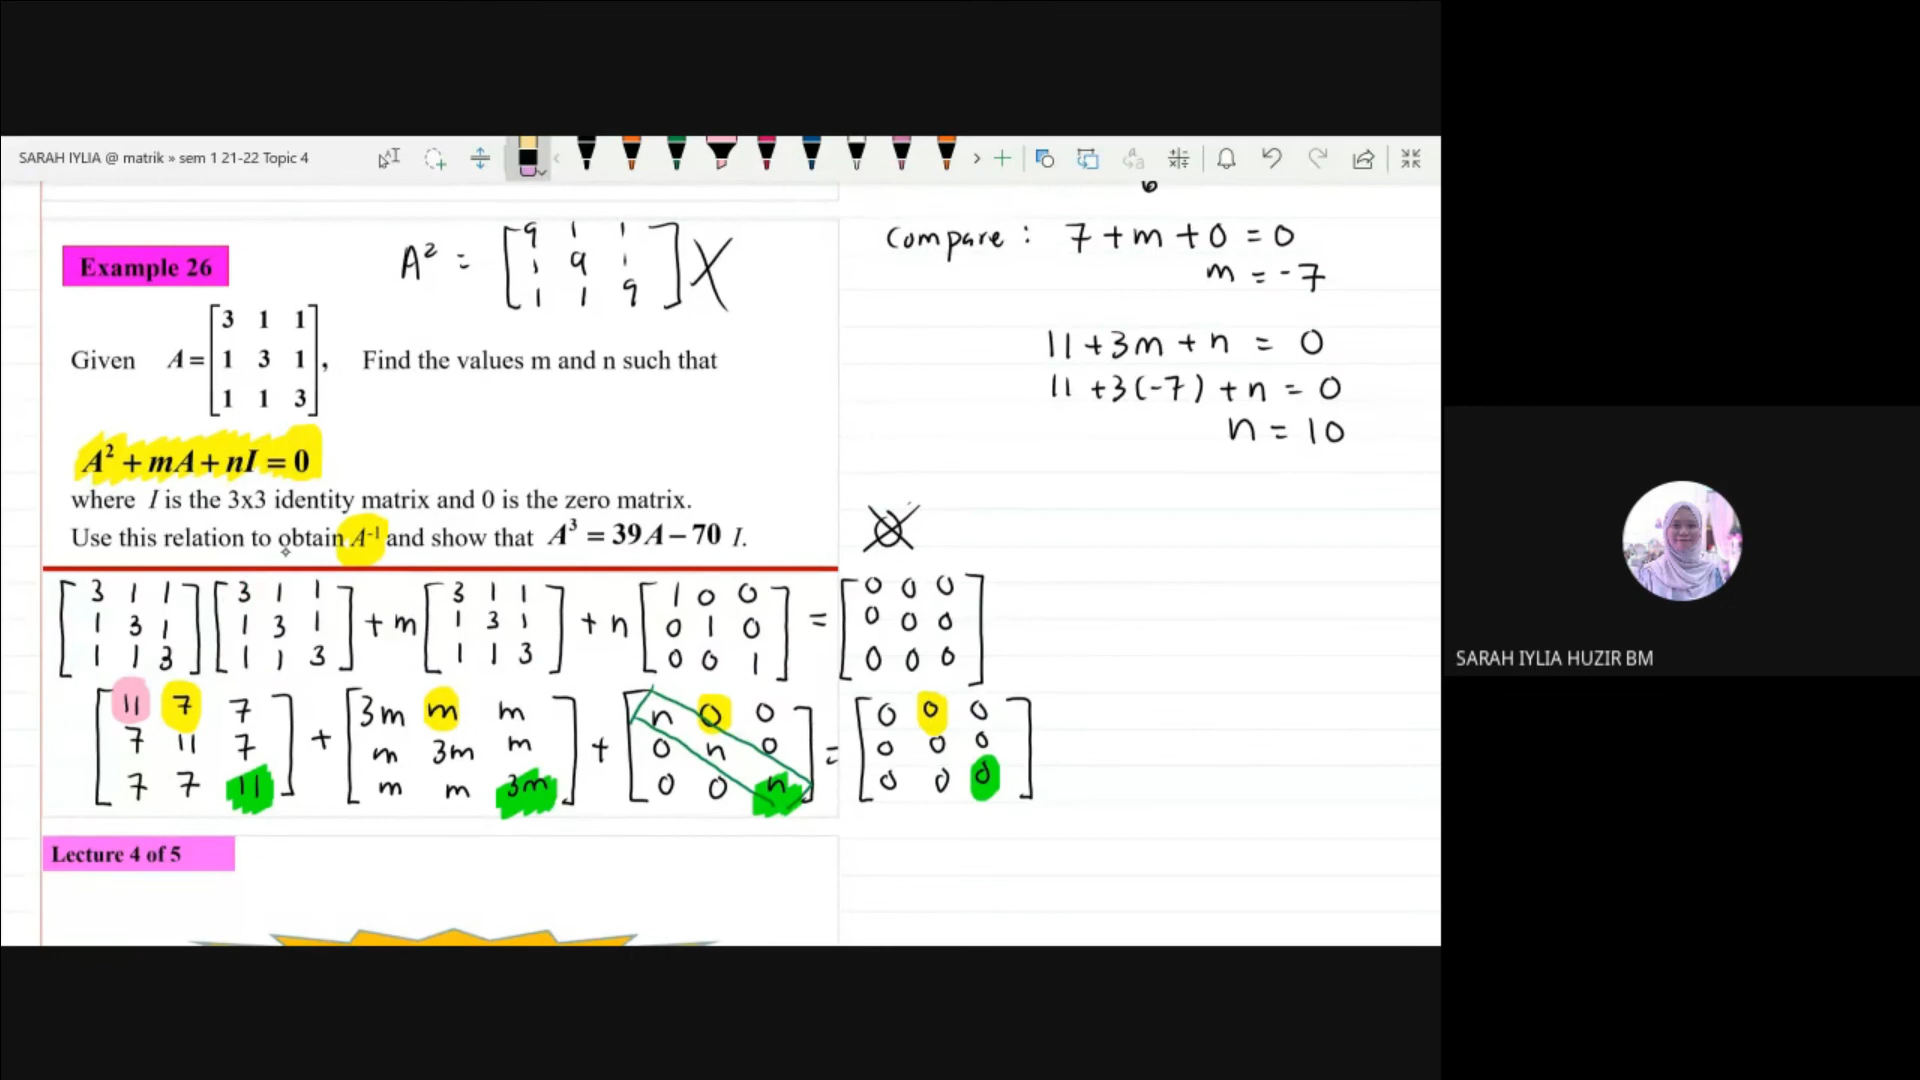 SARAH IYLIA @ matrik » sem 1 21-22 Topic 4
6
Example 26
A² = [9 1 1
1 9 1
1 1 9] X
Given A = [3 1 1
1 3 1
1 1 3], Find the values m and n such that
A² + mA + nI = 0
where I is the 3x3 identity matrix and 0 is the zero matrix.
Use this relation to obtain A⁻¹ and show that A³ = 39A − 70 I.
Compare : 7 + m + 0 = 0
m = -7
11 + 3m + n = 0
11 + 3(-7) + n = 0
n = 10
[3 1 1] [3 1 1] + m [3 1 1] + n [1 0 0] = [0 0 0]
[1 3 1] [1 3 1] [1 3 1] [0 1 0] [0 0 0]
[1 1 3] [1 1 3] [1 1 3] [0 0 1] [0 0 0]
[11 7 7] + [3m m m] + [n 0 0] = [0 0 0]
[7 11 7] [m 3m m] [0 n 0] [0 0 0]
[7 7 11] [m m 3m] [0 0 n] [0 0 0]
Lecture 4 of 5
SARAH IYLIA HUZIR BM